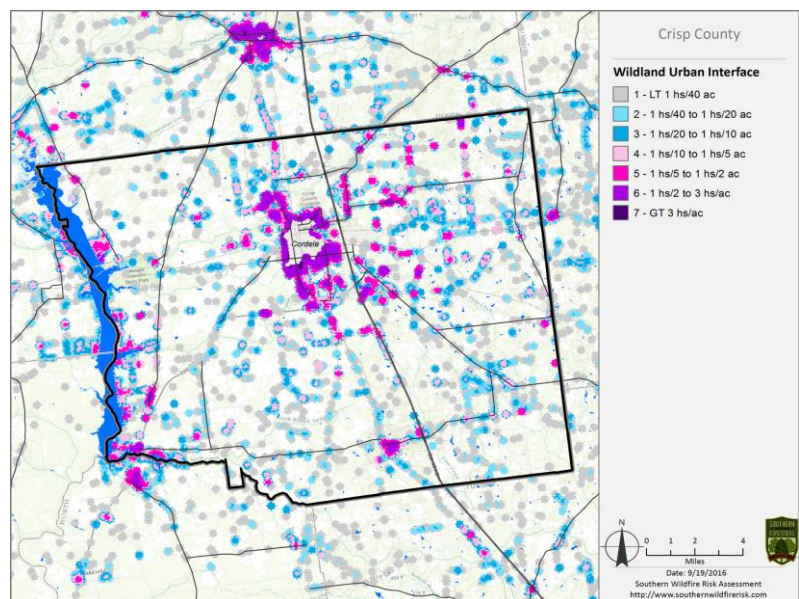 Crisp County
Wildland Urban Interface
1 - LT 1 hs/40 ac
2 - 1 hs/40 to 1 hs/20 ac
3 - 1 hs/20 to 1 hs/10 ac
4 - 1 hs/10 to 1 hs/5 ac
5 - 1 hs/5 to 1 hs/2 ac
6 - 1 hs/2 to 3 hs/ac
7 - GT 3 hs/ac
Crisp
County
Cordele
N
0 1 2 4
Miles
Date: 9/19/2016
Southern Wildfire Risk Assessment
http://www.southernwildfirerisk.com
SOUTHERN
FORESTERS